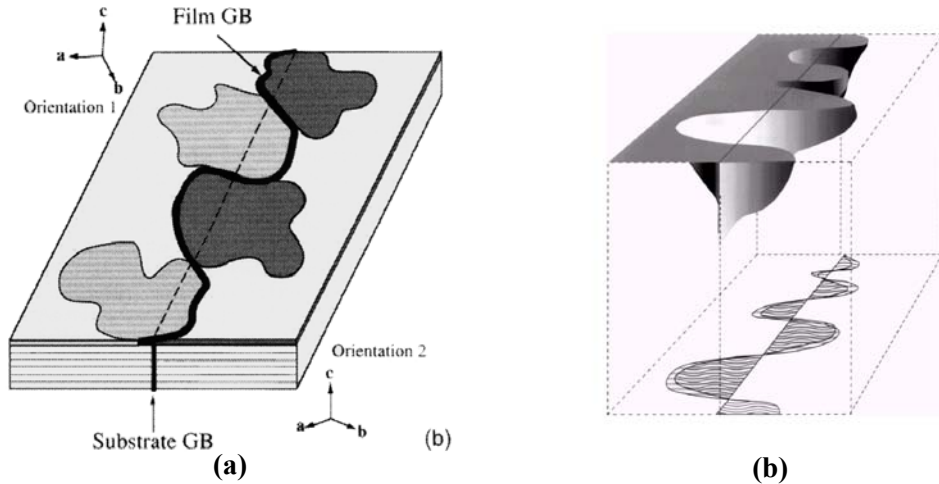 Film GB
c
a
b
Orientation 1
Orientation 2
c
a
b
Substrate GB
(b)
(a)
(b)